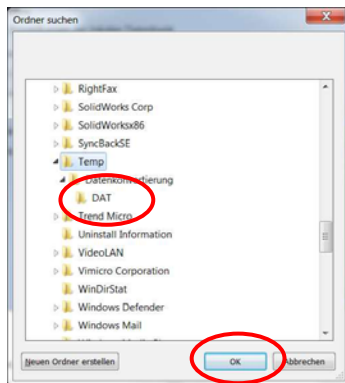 Ordner suchen
RightFax
SolidWorks Corp
SolidWorksx86
SyncBackSE
Temp
Datenkonvertierung
DAT
Trend Micro
Uninstall Information
VideoLAN
Vimicro Corporation
WinDirStat
Windows Defender
Windows Mail
Neuen Ordner erstellen
OK
Abbrechen